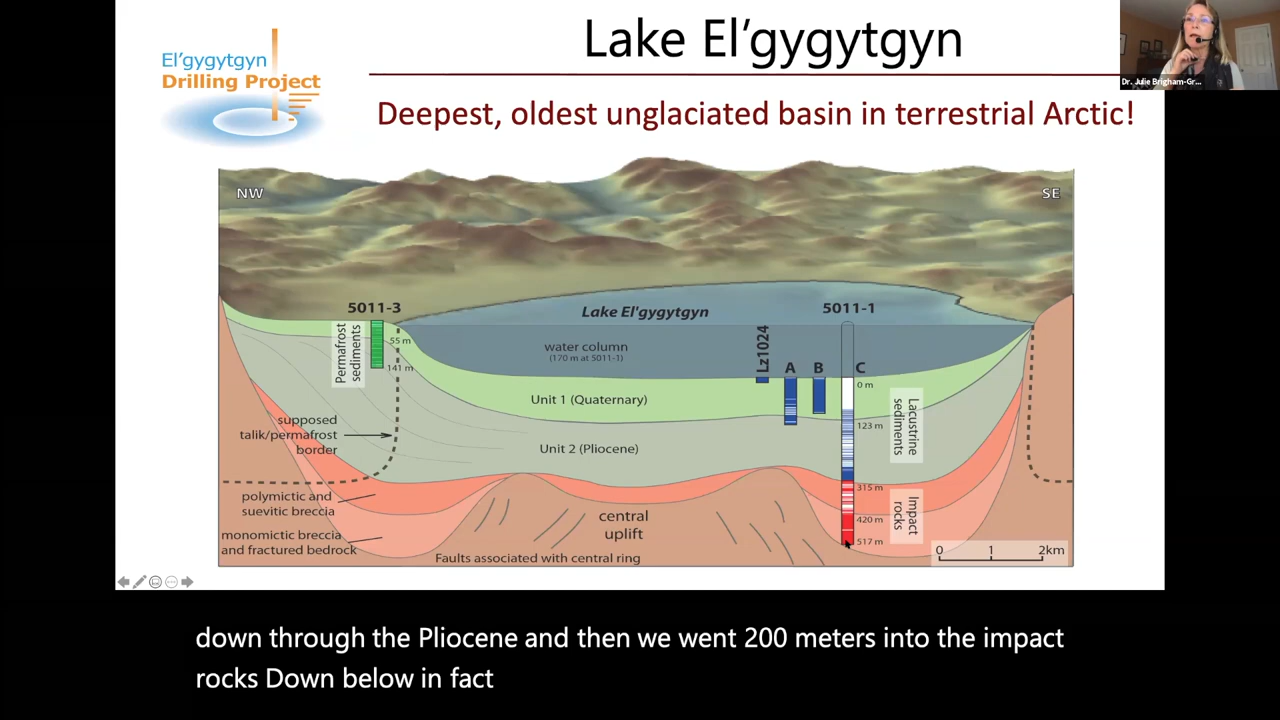 Lake El’gygytgyn
El’gygytgyn
Drilling Project
Dr. Julie Brigham-Gr...
Deepest, oldest unglaciated basin in terrestrial Arctic!
NW
SE
5011-3
Lake El'gygytgyn
5011-1
Permafrost
sediments
55 m
141 m
water column
(170 m at 5011-1)
Lz1024
A
B
C
0 m
Unit 1 (Quaternary)
Lacustrine
sediments
123 m
supposed
talik/permafrost
border
Unit 2 (Pliocene)
315 m
polymictic and
suevitic breccia
central
uplift
Impact
rocks
420 m
monomictic breccia
and fractured bedrock
517 m
Faults associated with central ring
0 1 2km
down through the Pliocene and then we went 200 meters into the impact
rocks Down below in fact